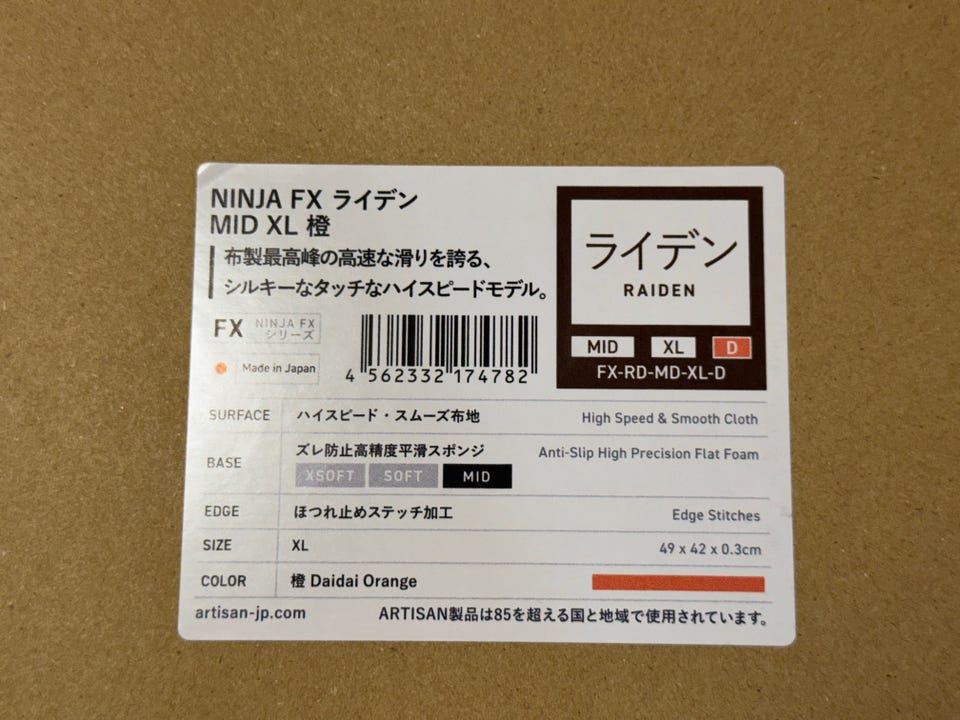 NINJA FX ライデン
MID XL 橙
布製最高峰の高速な滑りを誇る、
シルキーなタッチなハイスピードモデル。
FX NINJA FX
シリーズ
Made in Japan
4 562332 174782
ライデン
RAIDEN
MID XL D
FX-RD-MD-XL-D
SURFACE ハイスピード・スムーズ布地 High Speed & Smooth Cloth
BASE ズレ防止高精度平滑スポンジ Anti-Slip High Precision Flat Foam
XSOFT SOFT MID
EDGE ほつれ止めステッチ加工 Edge Stitches
SIZE XL 49 x 42 x 0.3cm
COLOR 橙 Daidai Orange
artisan-jp.com ARTISAN製品は85を超える国と地域で使用されています。